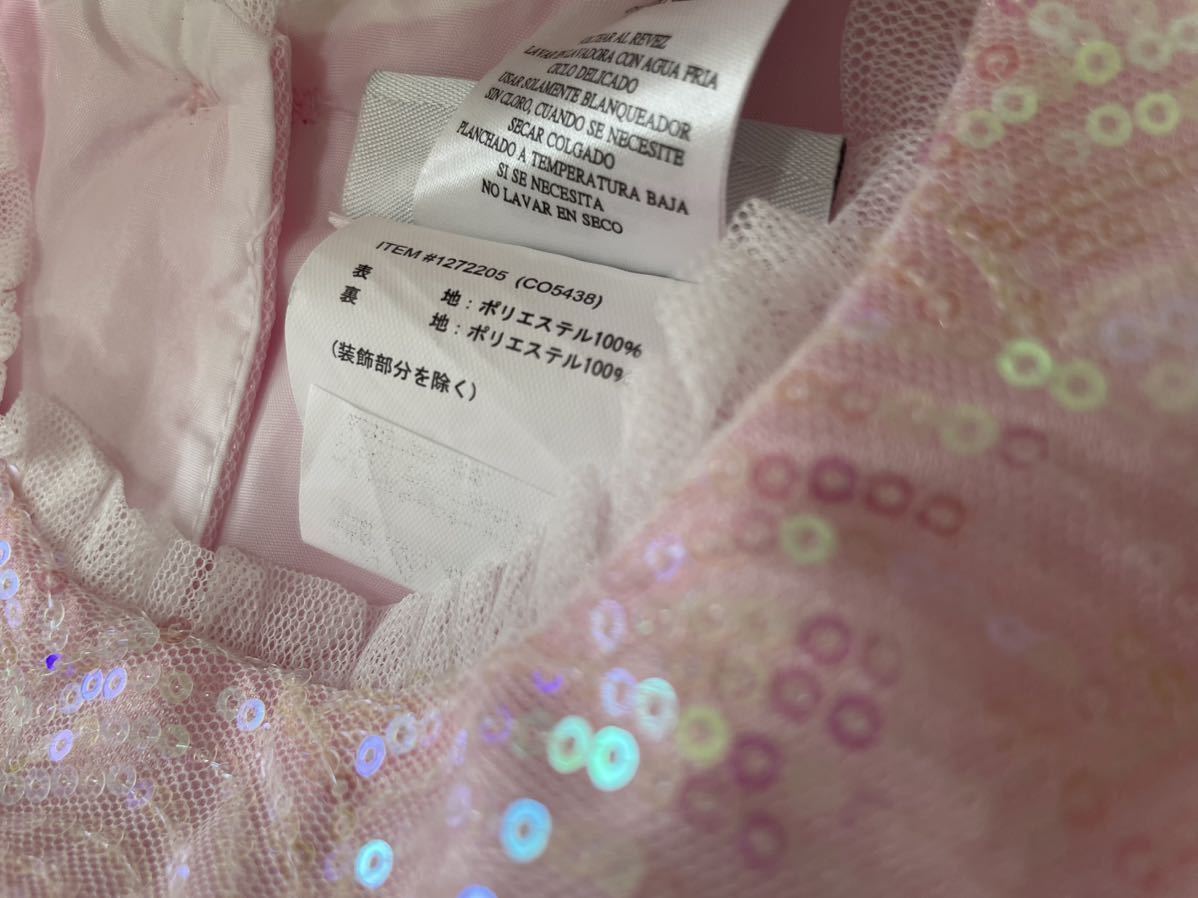 VOLTEAR AL REVEZ
LAVAR EN LAVADORA CON AGUA FRIA
CICLO DELICADO
USAR SOLAMENTE BLANQUEADOR
SIN CLORO, CUANDO SE NECESITE
SECAR COLGADO
PLANCHADO A TEMPERATURA BAJA
SI SE NECESITA
NO LAVAR EN SECO
ITEM #1272205 (CO5438)
表 地：ポリエステル100%
裏 地：ポリエステル100%
(装飾部分を除く)